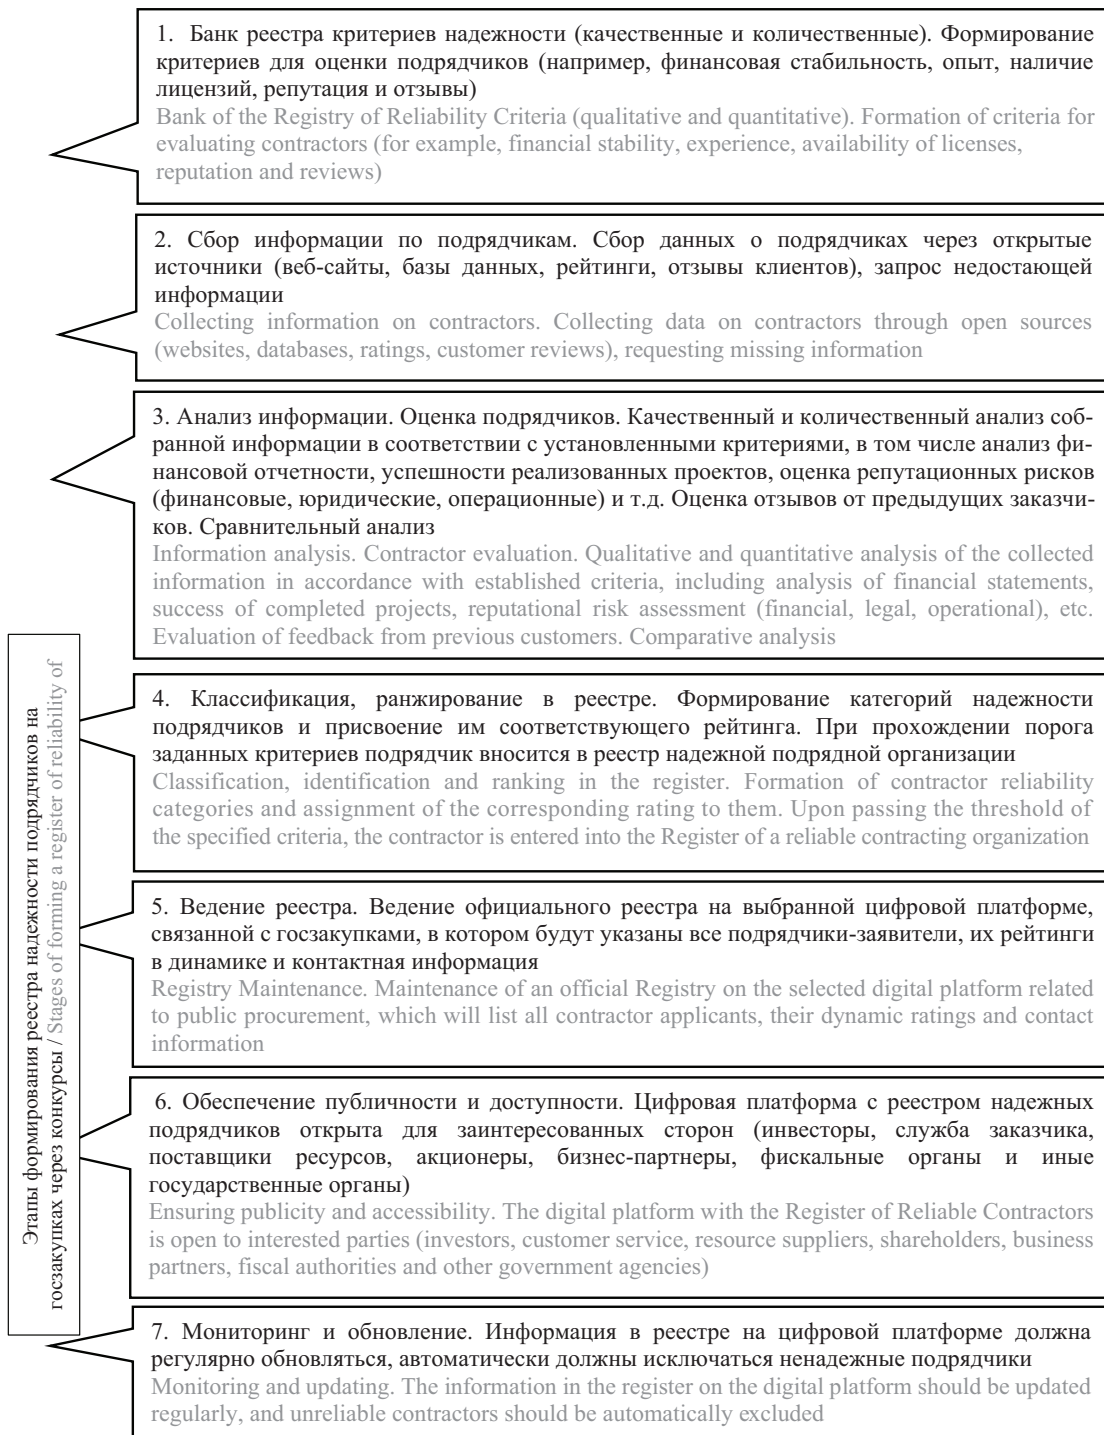 1. Банк реестра критериев надежности (качественные и количественные). Формирование
критериев для оценки подрядчиков (например, финансовая стабильность, опыт, наличие
лицензий, репутация и отзывы)
Bank of the Registry of Reliability Criteria (qualitative and quantitative). Formation of criteria for
evaluating contractors (for example, financial stability, experience, availability of licenses,
reputation and reviews)
2. Сбор информации по подрядчикам. Сбор данных о подрядчиках через открытые
источники (веб-сайты, базы данных, рейтинги, отзывы клиентов), запрос недостающей
информации
Collecting information on contractors. Collecting data on contractors through open sources
(websites, databases, ratings, customer reviews), requesting missing information
3. Анализ информации. Оценка подрядчиков. Качественный и количественный анализ соб-
ранной информации в соответствии с установленными критериями, в том числе анализ фи-
нансовой отчетности, успешности реализованных проектов, оценка репутационных рисков
(финансовые, юридические, операционные) и т.д. Оценка отзывов от предыдущих заказчи-
ков. Сравнительный анализ
Information analysis. Contractor evaluation. Qualitative and quantitative analysis of the collected
information in accordance with established criteria, including analysis of financial statements,
success of completed projects, reputational risk assessment (financial, legal, operational), etc.
Evaluation of feedback from previous customers. Comparative analysis
Этапы формирования реестра надежности подрядчиков на
госзакупках через конкурсы / Stages of forming a register of reliability of
4. Классификация, ранжирование в реестре. Формирование категорий надежности
подрядчиков и присвоение им соответствующего рейтинга. При прохождении порога
заданных критериев подрядчик вносится в реестр надежной подрядной организации
Classification, identification and ranking in the register. Formation of contractor reliability
categories and assignment of the corresponding rating to them. Upon passing the threshold of
the specified criteria, the contractor is entered into the Register of a reliable contracting organization
5. Ведение реестра. Ведение официального реестра на выбранной цифровой платформе,
связанной с госзакупками, в котором будут указаны все подрядчики-заявители, их рейтинги
в динамике и контактная информация
Registry Maintenance. Maintenance of an official Registry on the selected digital platform related
to public procurement, which will list all contractor applicants, their dynamic ratings and contact
information
6. Обеспечение публичности и доступности. Цифровая платформа с реестром надежных
подрядчиков открыта для заинтересованных сторон (инвесторы, служба заказчика,
поставщики ресурсов, акционеры, бизнес-партнеры, фискальные органы и иные
государственные органы)
Ensuring publicity and accessibility. The digital platform with the Register of Reliable Contractors
is open to interested parties (investors, customer service, resource suppliers, shareholders, business
partners, fiscal authorities and other government agencies)
7. Мониторинг и обновление. Информация в реестре на цифровой платформе должна
регулярно обновляться, автоматически должны исключаться ненадежные подрядчики
Monitoring and updating. The information in the register on the digital platform should be updated
regularly, and unreliable contractors should be automatically excluded